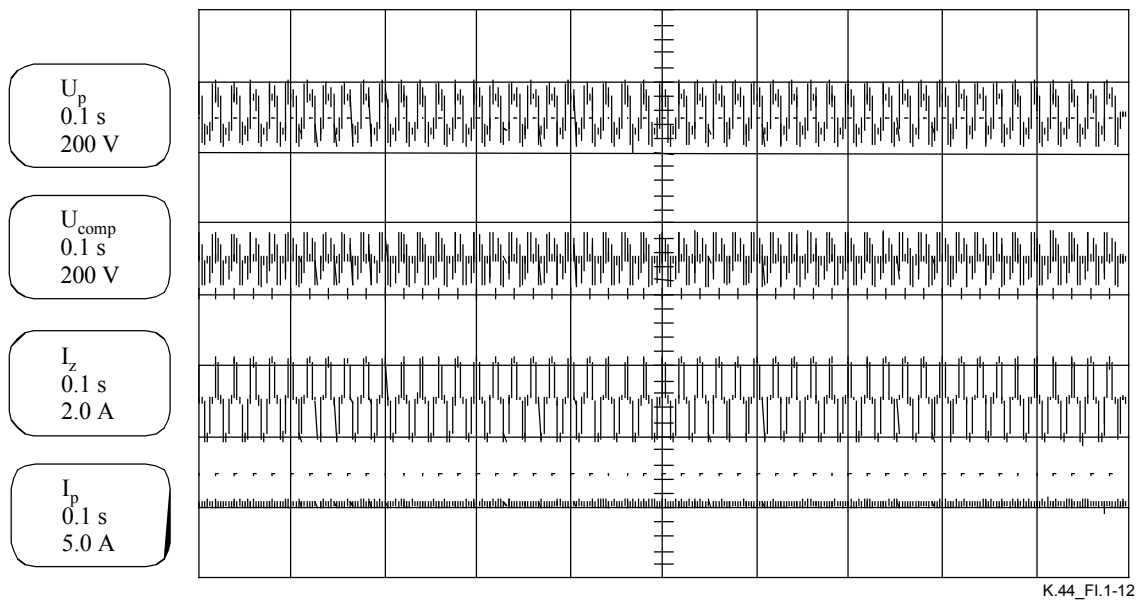 U_p
0.1 s
200 V
U_comp
0.1 s
200 V
I_z
0.1 s
2.0 A
I_p
0.1 s
5.0 A
K.44_FI.1-12